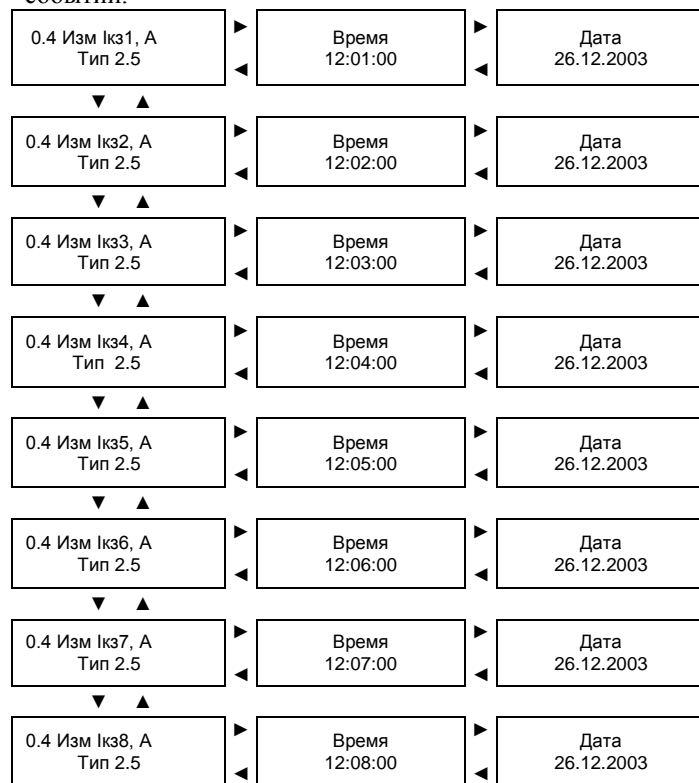 событий.
0.4 Изм Iкз1, А
Тип 2.5
►
◄
Время
12:01:00
►
◄
Дата
26.12.2003
▼ ▲
0.4 Изм Iкз2, А
Тип 2.5
►
◄
Время
12:02:00
►
◄
Дата
26.12.2003
▼ ▲
0.4 Изм Iкз3, А
Тип 2.5
►
◄
Время
12:03:00
►
◄
Дата
26.12.2003
▼ ▲
0.4 Изм Iкз4, А
Тип 2.5
►
◄
Время
12:04:00
►
◄
Дата
26.12.2003
▼ ▲
0.4 Изм Iкз5, А
Тип 2.5
►
◄
Время
12:05:00
►
◄
Дата
26.12.2003
▼ ▲
0.4 Изм Iкз6, А
Тип 2.5
►
◄
Время
12:06:00
►
◄
Дата
26.12.2003
▼ ▲
0.4 Изм Iкз7, А
Тип 2.5
►
◄
Время
12:07:00
►
◄
Дата
26.12.2003
▼ ▲
0.4 Изм Iкз8, А
Тип 2.5
►
◄
Время
12:08:00
►
◄
Дата
26.12.2003